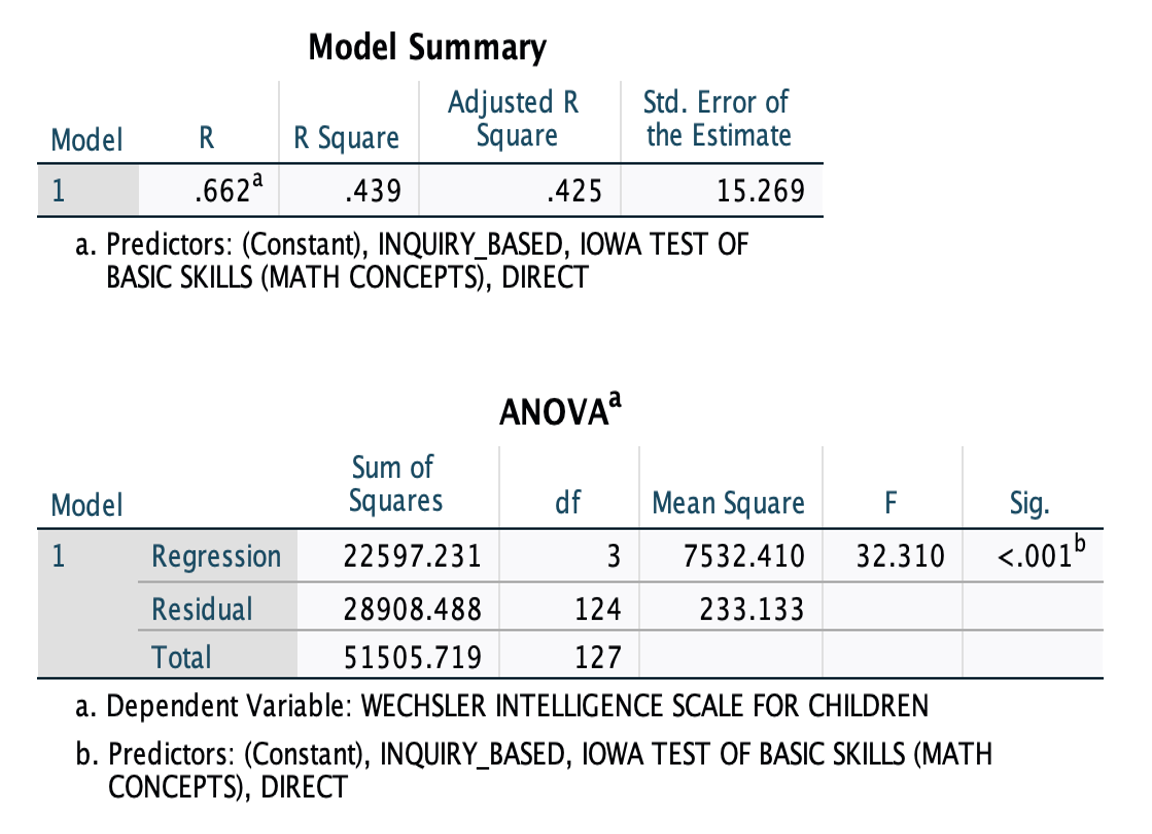 Model Summary
Model R R Square Adjusted R Square Std. Error of the Estimate
1 .662a .439 .425 15.269
a. Predictors: (Constant), INQUIRY_BASED, IOWA TEST OF
BASIC SKILLS (MATH CONCEPTS), DIRECT
ANOVAa
Model Sum of Squares df Mean Square F Sig.
1 Regression 22597.231 3 7532.410 32.310 <.001b
Residual 28908.488 124 233.133
Total 51505.719 127
a. Dependent Variable: WECHSLER INTELLIGENCE SCALE FOR CHILDREN
b. Predictors: (Constant), INQUIRY_BASED, IOWA TEST OF BASIC SKILLS (MATH
CONCEPTS), DIRECT